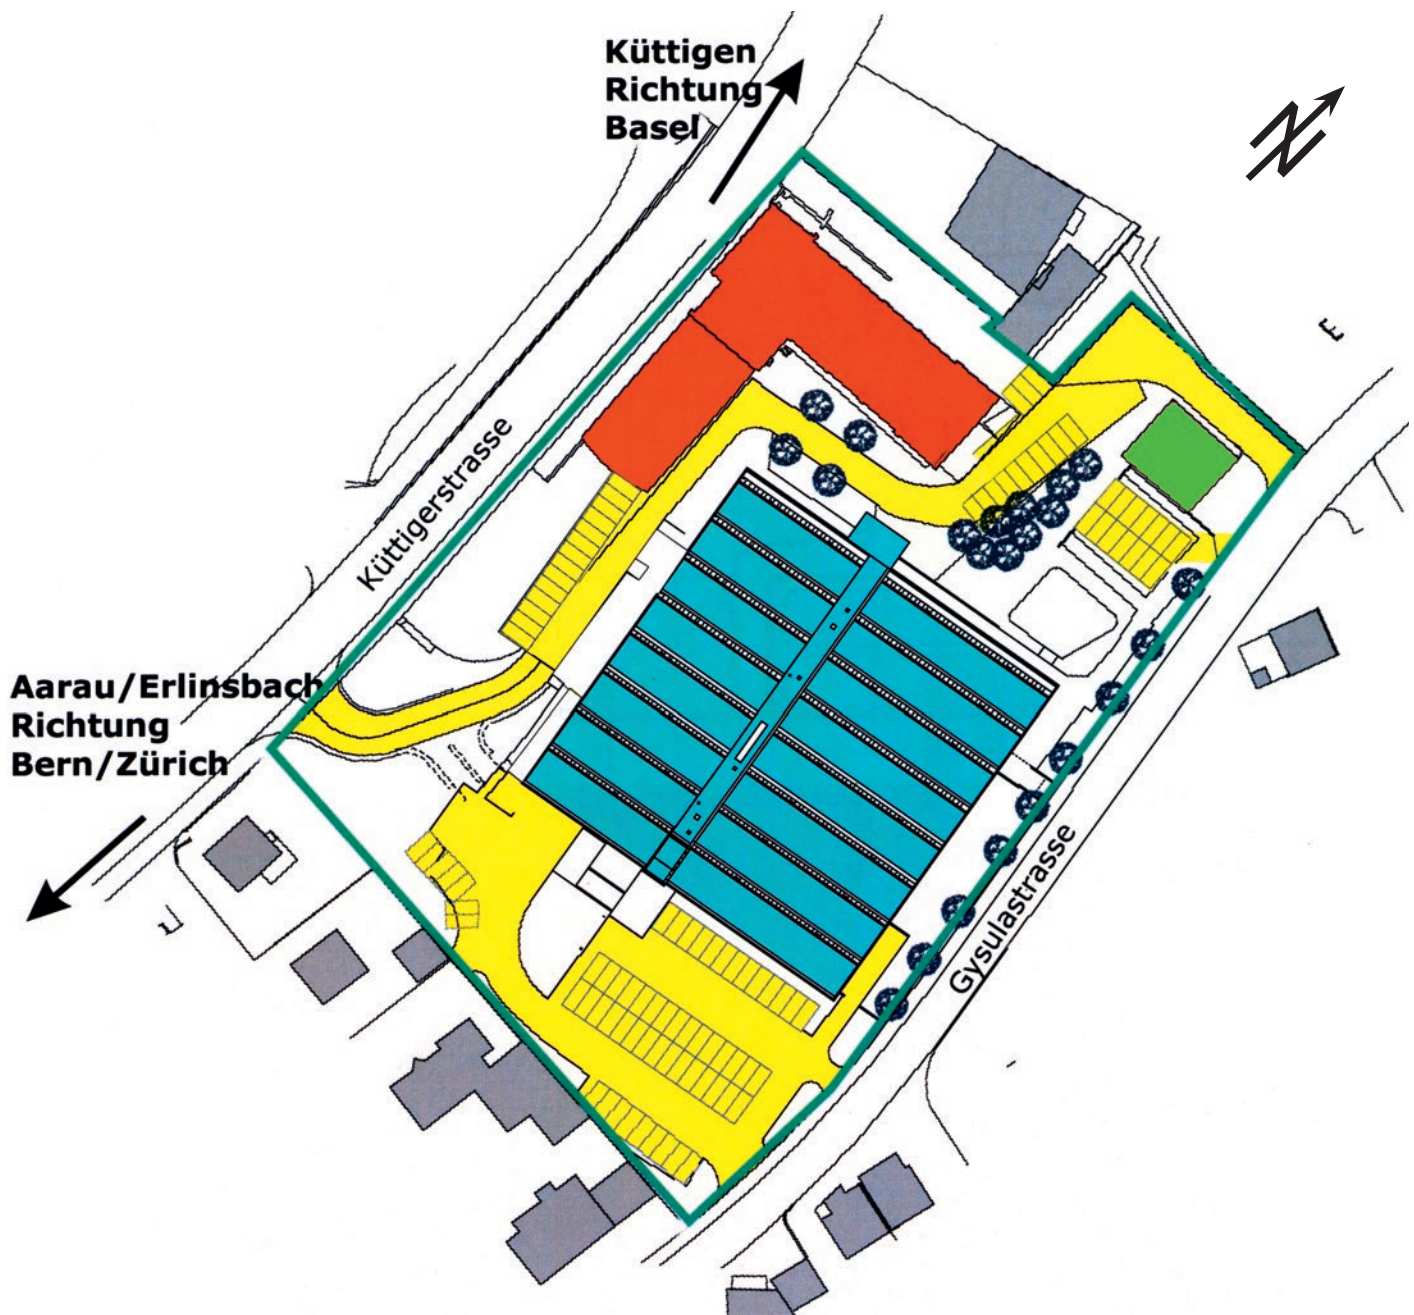 Küttigen
Richtung
Basel
N
E
Küttigerstrasse
Aarau/Erlinsbach
Richtung
Bern/Zürich
Gysulastrasse